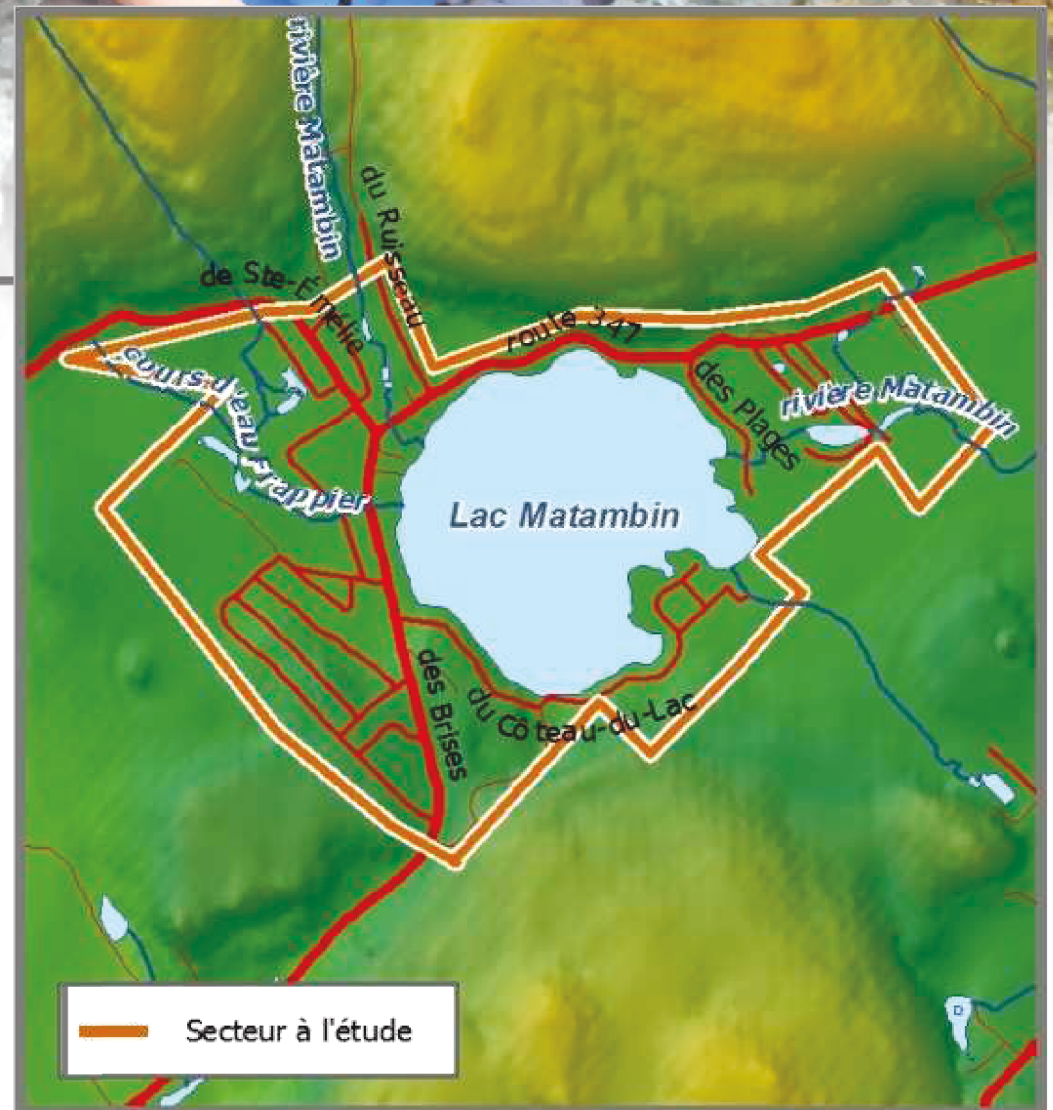 rivière Matambin
du Ruisseau
de Ste-Émélie
route 347
cours d'eau Frappier
des Plages
rivière Matambin
Lac Matambin
des Brises
du Côteau-du-Lac
D
Secteur à l'étude